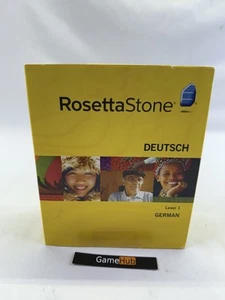 RosettaStone®
DEUTSCH
Level 1
GERMAN
GameHub